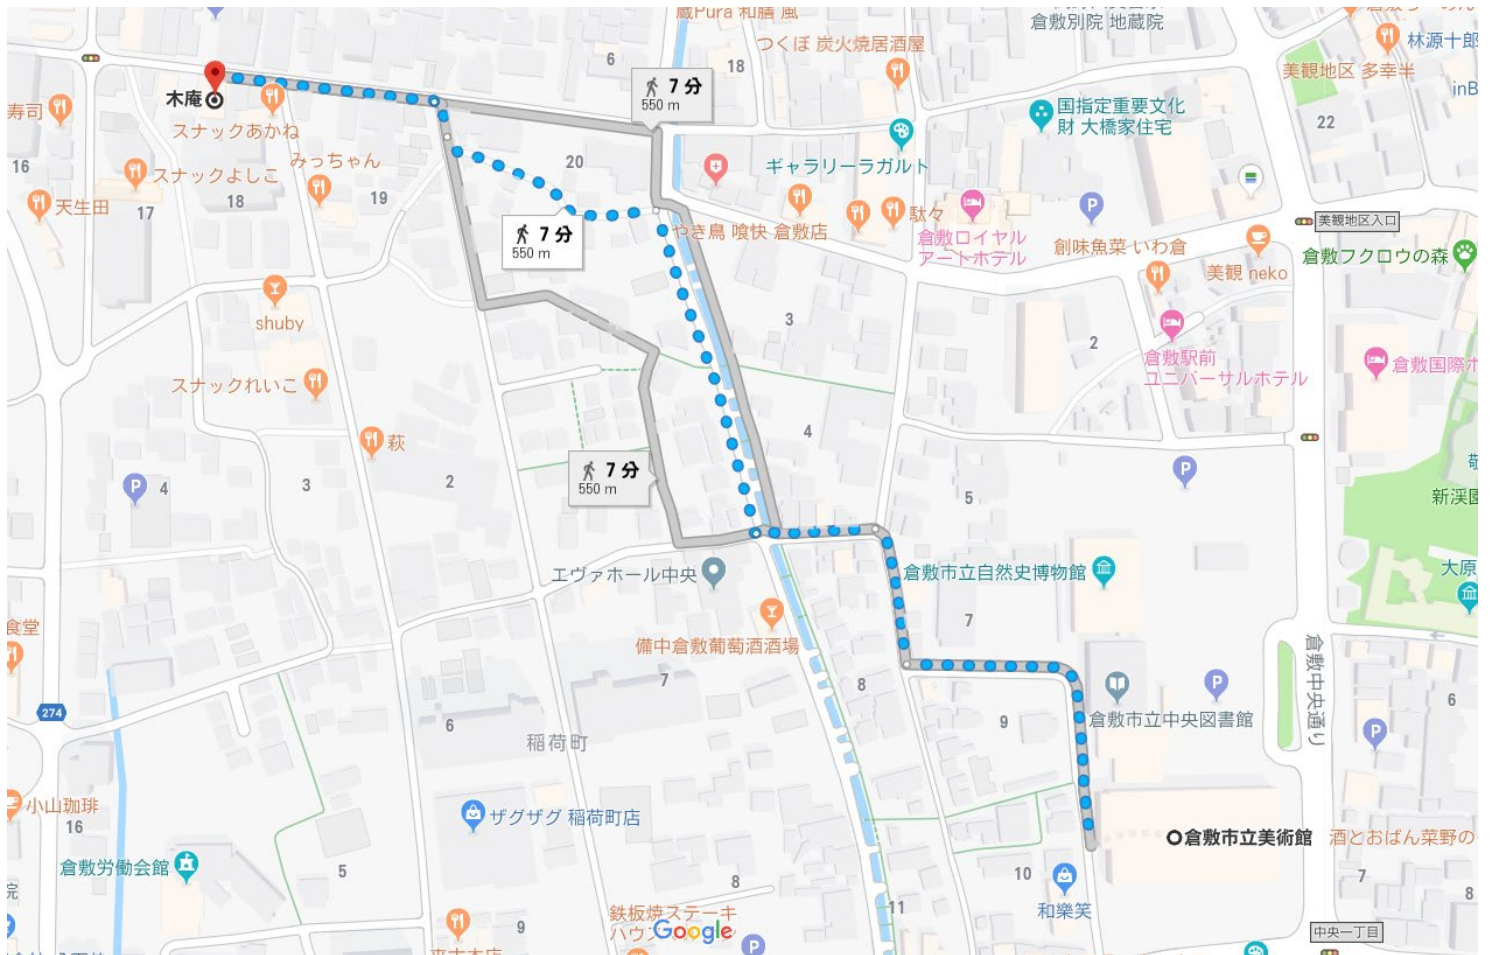 蔵Pura 和膳 風
倉敷別院 地蔵院
つくぼ 炭火焼居酒屋
林源十郎
美観地区 多幸半
inB
6
18
7 分
550 m
木庵
寿司
スナックあかね
国指定重要文化
財 大橋家住宅
22
16
スナックよしこ
みっちゃん
20
ギャラリーラガルト
天生田
17
18
19
P
駄々
美観地区入口
7 分
550 m
やき鳥 喰快 倉敷店
倉敷ロイヤル
アートホテル
創味魚菜 いわ倉
倉敷フクロウの森
美観 neko
shuby
3
2
倉敷駅前
ユニバーサルホテル
倉敷国際ホ
スナックれいこ
萩
4
7 分
550 m
P
4
3
2
5
P
新渓園
エヴァホール中央
倉敷市立自然史博物館
大原
食堂
備中倉敷葡萄酒酒場
7
倉敷中央通り
7
8
P
6
274
6
稲荷町
9
倉敷市立中央図書館
P
小山珈琲
16
ザグザグ 稲荷町店
倉敷市立美術館
酒とおばん菜野の
倉敷労働会館
5
8
10
和樂笑
7
8
院
11
鉄板焼ステーキ
ハウ
Google
P
9
中央一丁目